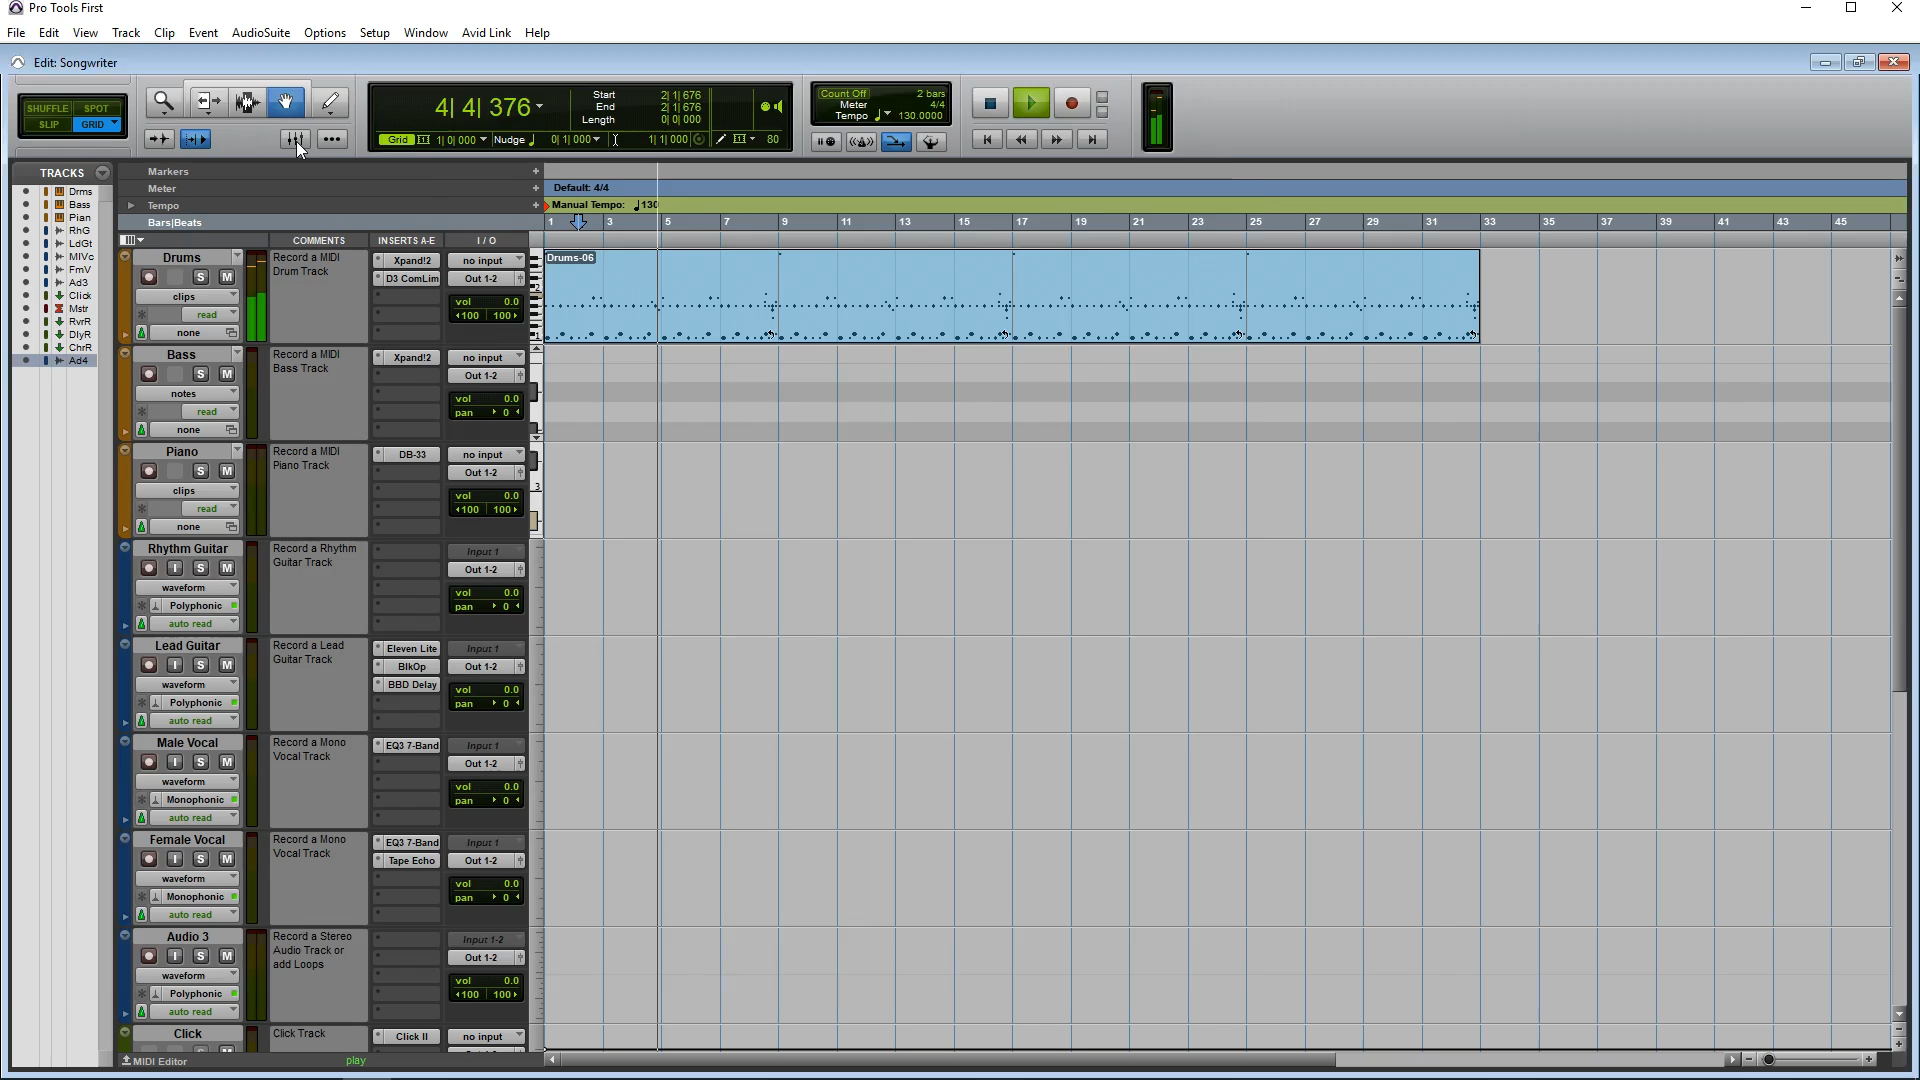 Pro Tools First
File Edit View Track Clip Event AudioSuite Options Setup Window Avid Link Help
Edit: Songwriter
SHUFFLE SPOT
SLIP GRID
4| 4| 376
Start 2| 1| 676
End 2| 1| 676
Length 0| 0| 000
Grid 1| 0| 000 Nudge 0| 1| 000 1| 1| 000 80
Count Off 2 bars
Meter 4/4
Tempo 130.0000
TRACKS
Drms
Bass
Pian
RhG
LdGt
MlVc
FmV
Ad3
Click
Mstr
RvrR
DlyR
ChrR
Ad4
Markers
Meter
Default: 4/4
Tempo
Manual Tempo: 130
Bars|Beats
1 3 5 7 9 11 13 15 17 19 21 23 25 27 29 31 33 35 37 39 41 43 45
COMMENTS INSERTS A-E I / O
Drums
S M
clips
read
none
Record a MIDI
Drum Track
Xpand!2
D3 ComLim
no input
Out 1-2
vol 0.0
100 100
Drums-06
2
1
Bass
S M
notes
read
none
Record a MIDI
Bass Track
Xpand!2
no input
Out 1-2
vol 0.0
pan 0
Piano
S M
clips
read
none
Record a MIDI
Piano Track
DB-33
no input
Out 1-2
vol 0.0
100 100
3
Rhythm Guitar
I S M
waveform
Polyphonic
auto read
Record a Rhythm
Guitar Track
Input 1
Out 1-2
vol 0.0
pan 0
Lead Guitar
I S M
waveform
Polyphonic
auto read
Record a Lead
Guitar Track
Eleven Lite
BlkOp
BBD Delay
Input 1
Out 1-2
vol 0.0
pan 0
Male Vocal
I S M
waveform
Monophonic
auto read
Record a Mono
Vocal Track
EQ3 7-Band
Input 1
Out 1-2
vol 0.0
pan 0
Female Vocal
I S M
waveform
Monophonic
auto read
Record a Mono
Vocal Track
EQ3 7-Band
Tape Echo
Input 1
Out 1-2
vol 0.0
pan 0
Audio 3
I S M
waveform
Polyphonic
auto read
Record a Stereo
Audio Track or
add Loops
Input 1-2
Out 1-2
vol 0.0
100 100
Click
Click Track
Click II
no input
MIDI Editor
play